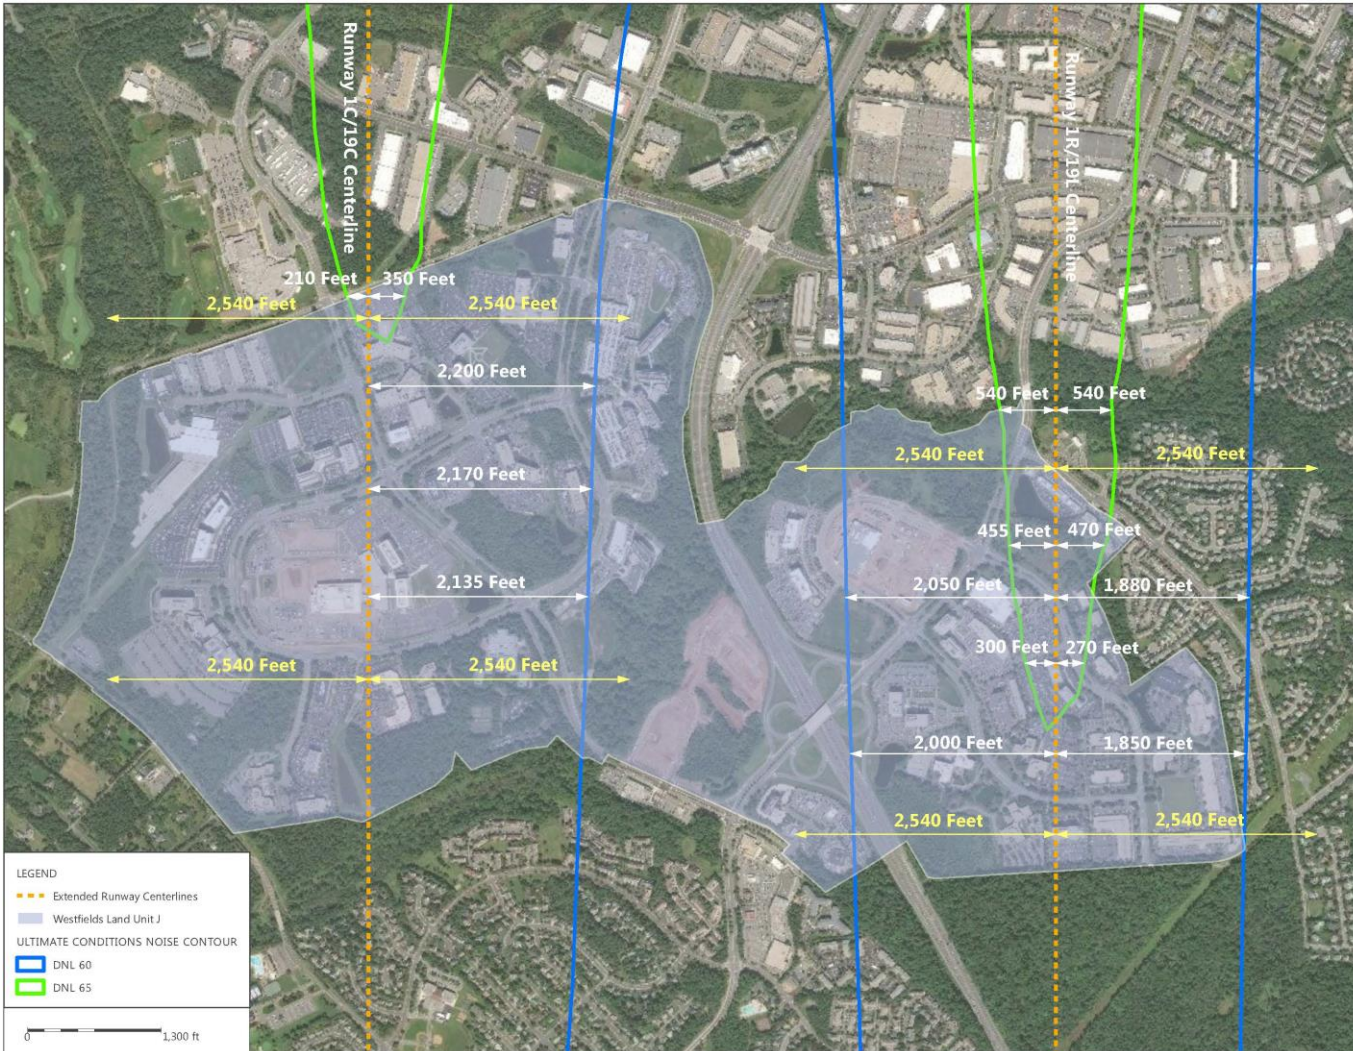 Runway 1C/19C Centerline
Runway 1R/19L Centerline
210 Feet
350 Feet
2,540 Feet
2,540 Feet
2,200 Feet
540 Feet
540 Feet
2,540 Feet
2,540 Feet
2,170 Feet
455 Feet
470 Feet
2,135 Feet
2,050 Feet
1,880 Feet
300 Feet
270 Feet
2,540 Feet
2,540 Feet
2,000 Feet
1,850 Feet
2,540 Feet
2,540 Feet
LEGEND
Extended Runway Centerlines
Westfields Land Unit J
ULTIMATE CONDITIONS NOISE CONTOUR
DNL 60
DNL 65
0
1,300 ft